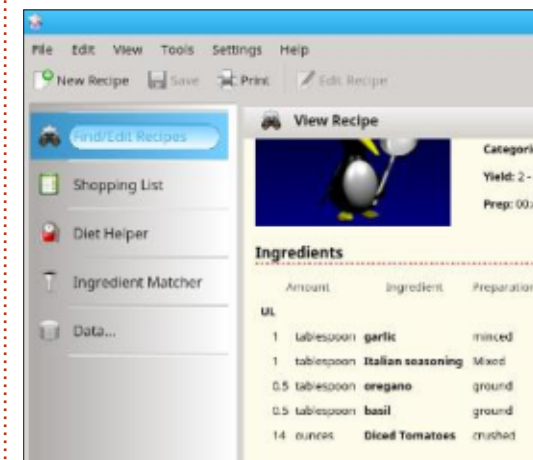 File Edit View Tools Settings Help
New Recipe Save Print Edit Recipe
Find/Edit Recipes
Shopping List
Diet Helper
Ingredient Matcher
Data...
View Recipe
Categori
Yield: 2 -
Prep: 00:
Ingredients
Amount Ingredient Preparation
UL
1 tablespoon garlic minced
1 tablespoon Italian seasoning Mixed
0.5 tablespoon oregano ground
0.5 tablespoon basil ground
14 ounces Diced Tomatoes crushed